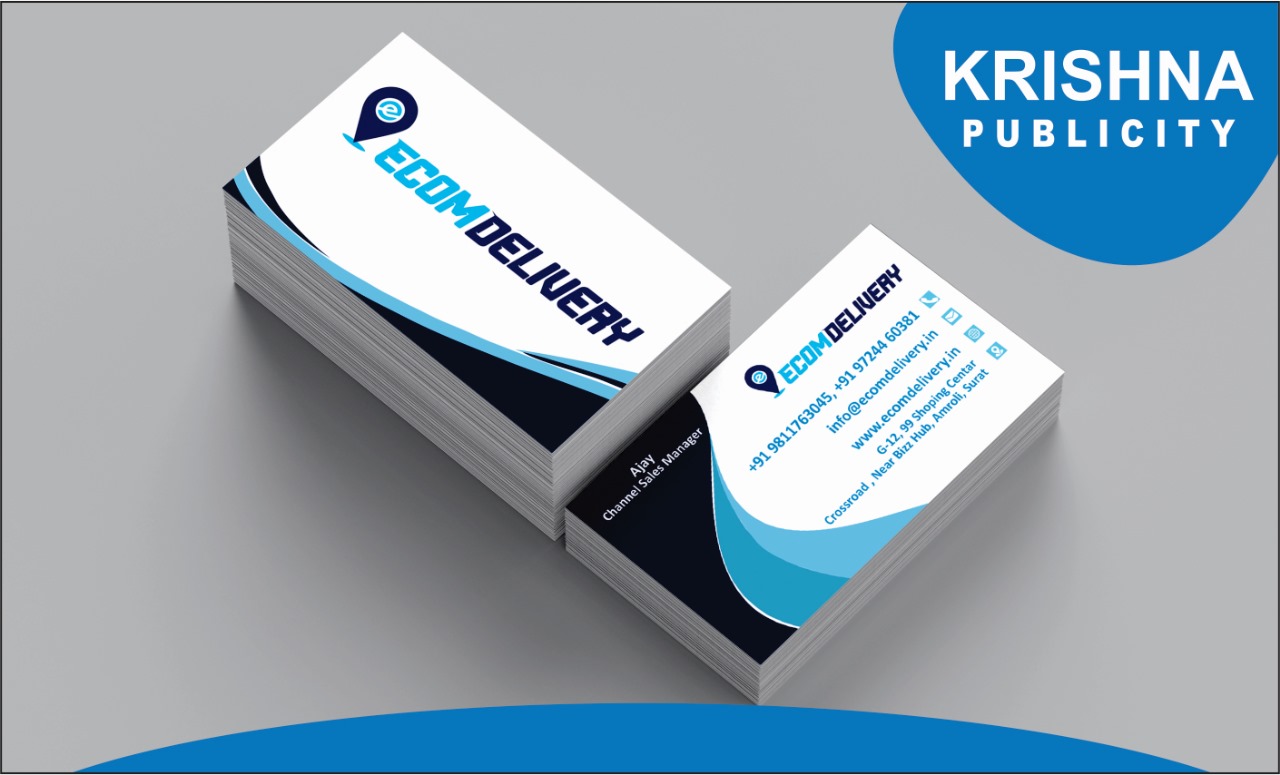 KRISHNA
PUBLICITY
e
ECOMDELIVERY
e
ECOMDELIVERY
+91 9811763045, +91 97244 60381
info@ecomdelivery.in
www.ecomdelivery.in
G-12, 99 Shoping Centar
Crossroad , Near Bizz Hub, Amroli, Surat
Ajay
Channel Sales Manager